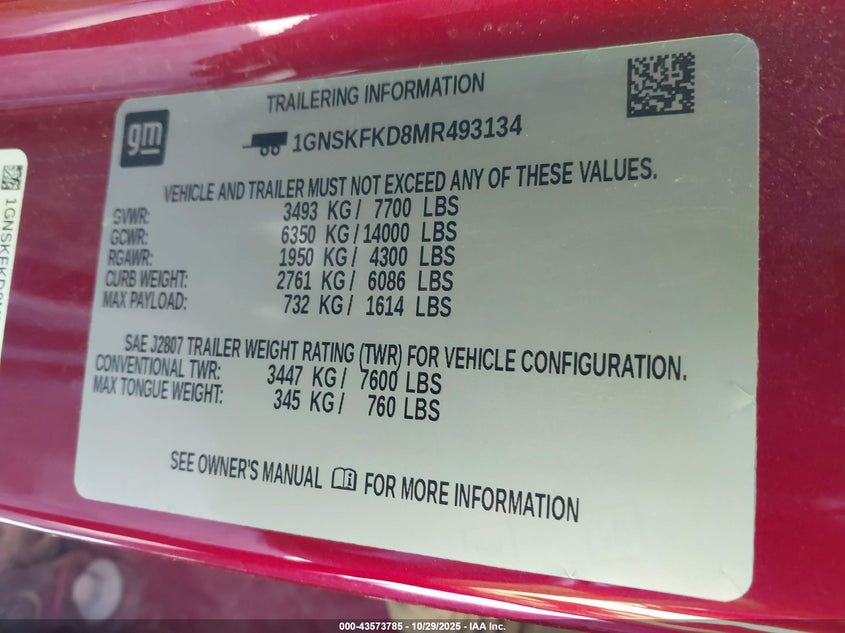 TRAILERING INFORMATION
gm
1GNSKFKD8MR493134
VEHICLE AND TRAILER MUST NOT EXCEED ANY OF THESE VALUES.
GVWR: 3493 KG / 7700 LBS
GCWR: 6350 KG / 14000 LBS
RGAWR: 1950 KG / 4300 LBS
CURB WEIGHT: 2761 KG / 6086 LBS
MAX PAYLOAD: 732 KG / 1614 LBS
SAE J2807 TRAILER WEIGHT RATING (TWR) FOR VEHICLE CONFIGURATION.
CONVENTIONAL TWR: 3447 KG / 7600 LBS
MAX TONGUE WEIGHT: 345 KG / 760 LBS
SEE OWNER'S MANUAL FOR MORE INFORMATION
000-43573785 - 10/29/2025 - IAA Inc.